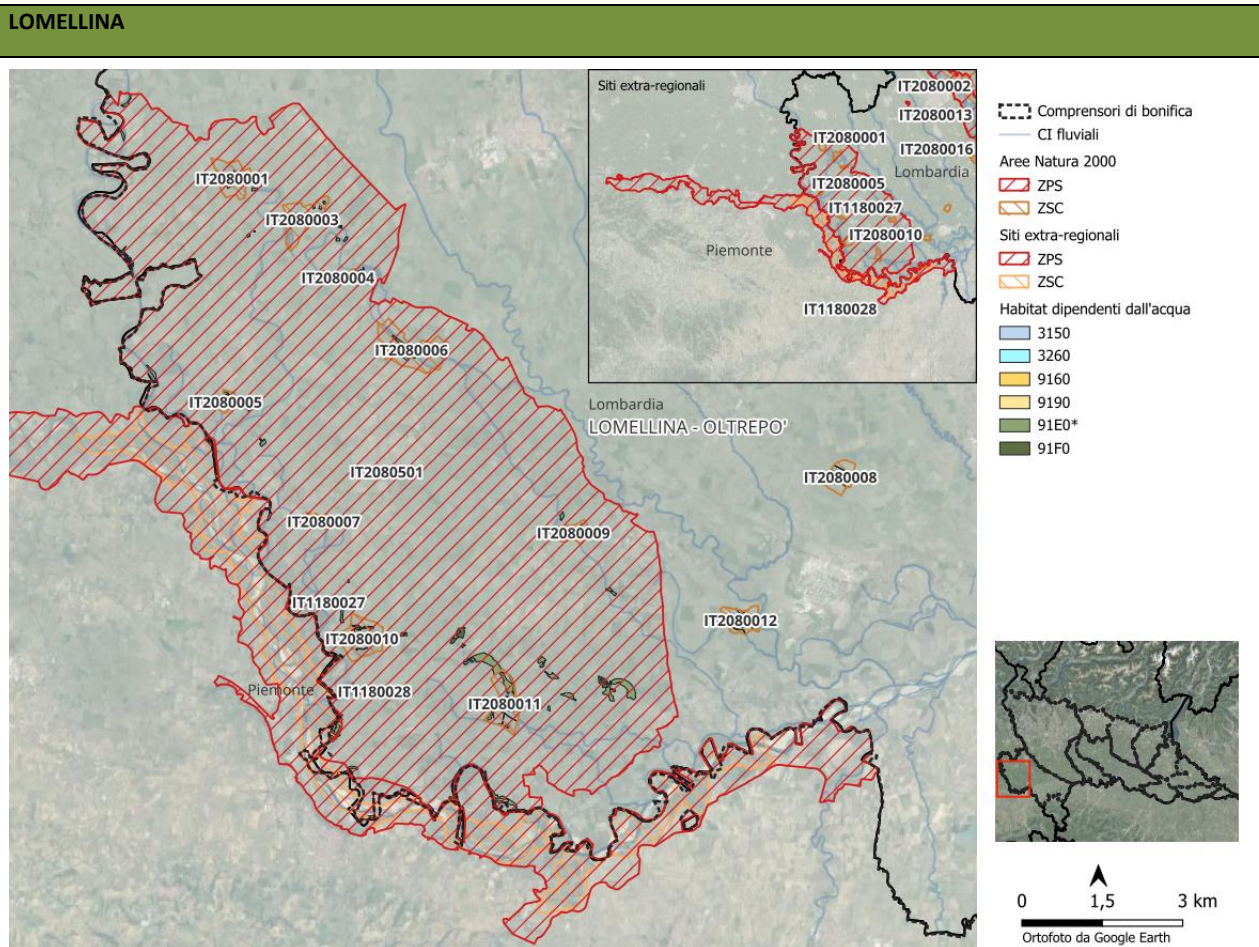 LOMELLINA
Siti extra-regionali
IT2080002
IT2080013
IT2080001
IT2080016
Lombardia
IT2080005
IT1180027
IT2080010
Piemonte
IT1180028
IT2080001
IT2080003
IT2080004
IT2080006
IT2080005
Lombardia
LOMELLINA - OLTREPO'
IT2080501
IT2080008
IT2080007
IT2080009
IT1180027
IT2080012
IT2080010
Piemonte
IT1180028
IT2080011
Comprensori di bonifica
CI fluviali
Aree Natura 2000
ZPS
ZSC
Siti extra-regionali
ZPS
ZSC
Habitat dipendenti dall'acqua
3150
3260
9160
9190
91E0*
91F0
0 1,5 3 km
Ortofoto da Google Earth